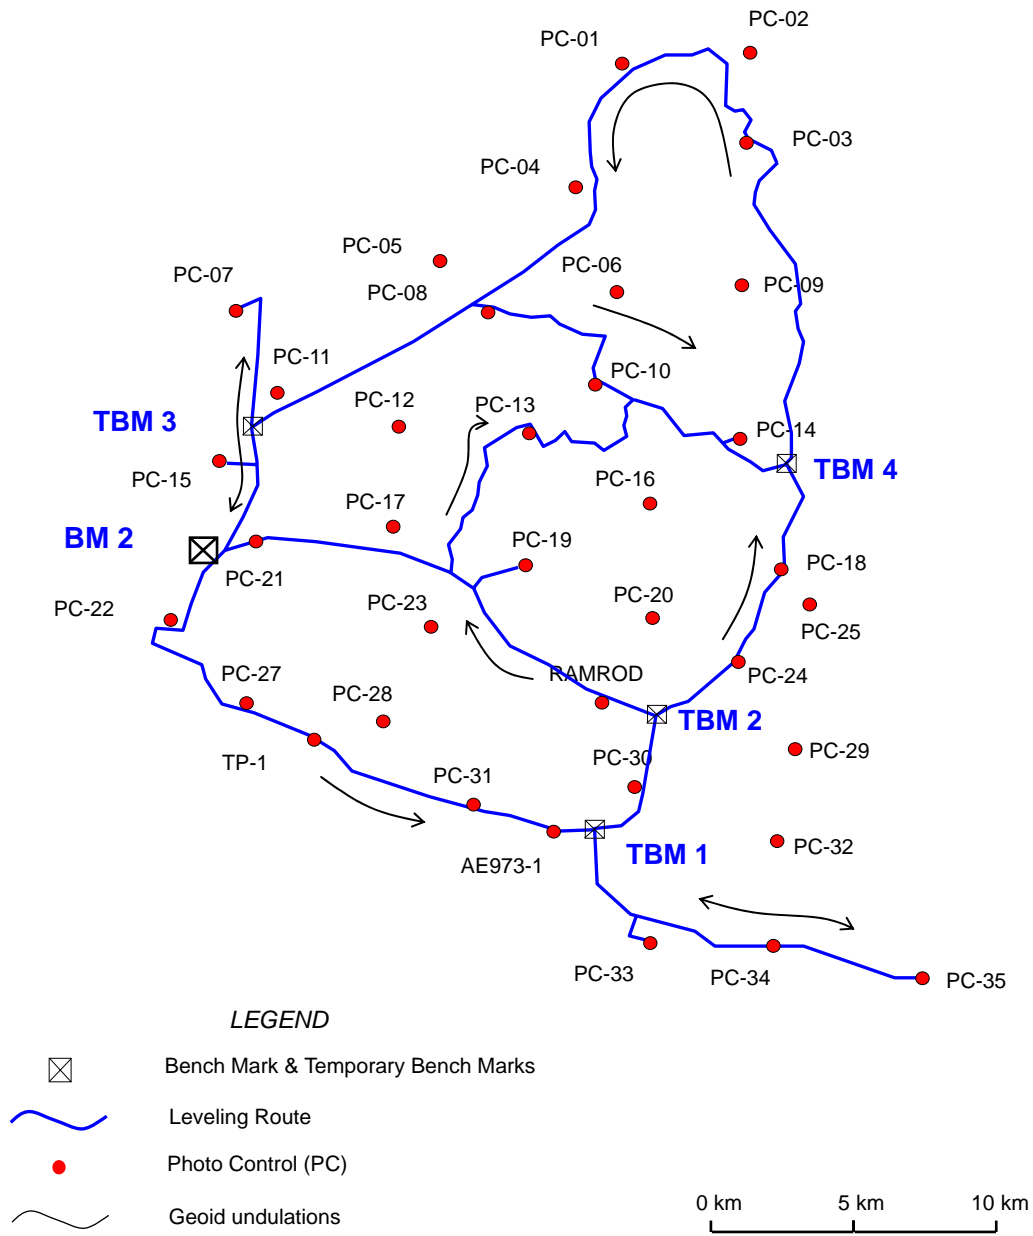 PC-02
PC-01
PC-03
PC-04
PC-05
PC-06
PC-07
PC-09
PC-08
PC-11
PC-10
PC-12
PC-13
TBM 3
PC-14
PC-15
TBM 4
PC-16
PC-17
BM 2
PC-19
PC-18
PC-21
PC-22
PC-23
PC-20
PC-25
RAMROD
PC-24
PC-27
PC-28
TBM 2
PC-29
TP-1
PC-30
PC-31
PC-32
TBM 1
AE973-1
PC-33
PC-34
PC-35
LEGEND
Bench Mark & Temporary Bench Marks
Leveling Route
Photo Control (PC)
Geoid undulations
0 km 5 km 10 km